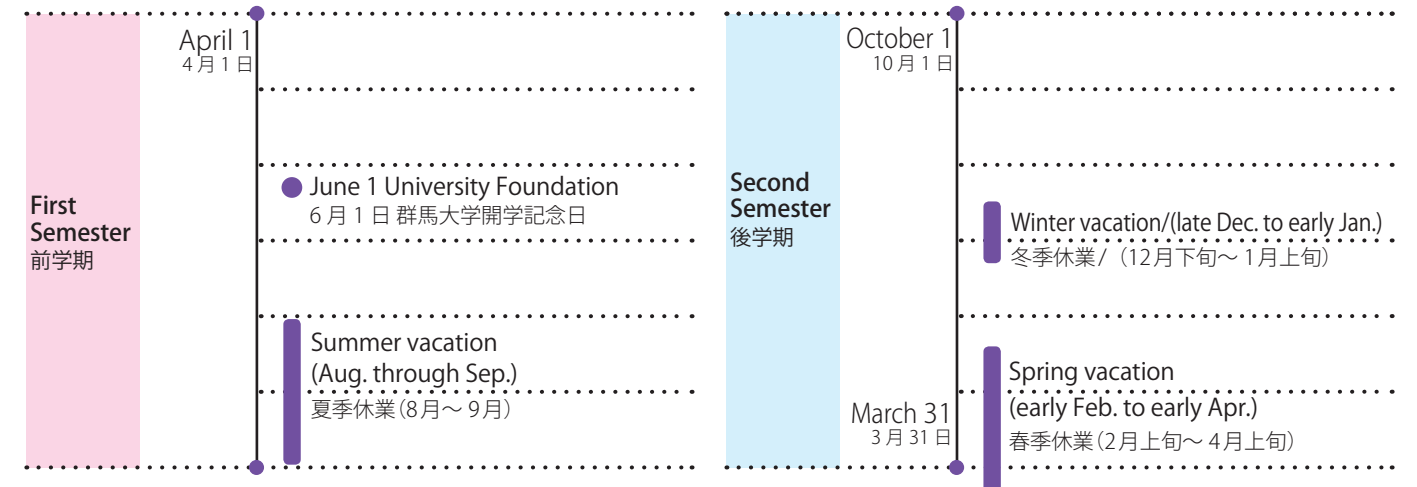 First
Semester
前学期
April 1
4月1日
June 1 University Foundation
6月1日 群馬大学開学記念日
Summer vacation
(Aug. through Sep.)
夏季休業(8月〜9月)
Second
Semester
後学期
October 1
10月1日
Winter vacation/(late Dec. to early Jan.)
冬季休業/(12月下旬〜1月上旬)
Spring vacation
(early Feb. to early Apr.)
春季休業(2月上旬〜4月上旬)
March 31
3月31日